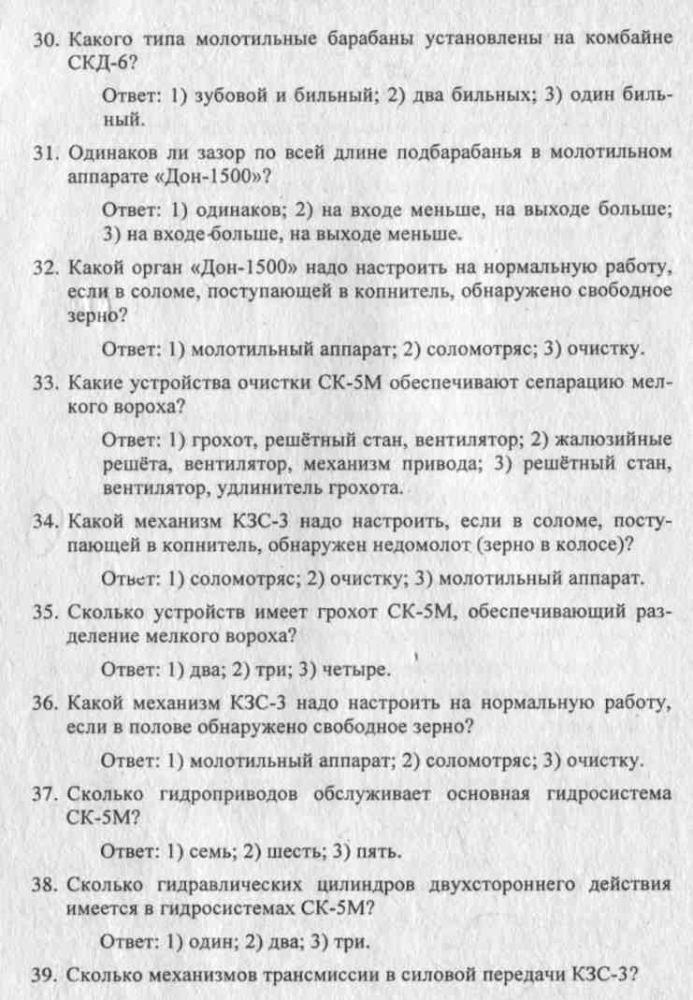 30. Какого типа молотильные барабаны установлены на комбайне
СКД-6?
Ответ: 1) зубовой и бильный; 2) два бильных; 3) один биль-
ный.
31. Одинаков ли зазор по всей длине подбарабанья в молотильном
аппарате «Дон-1500»?
Ответ: 1) одинаков; 2) на входе меньше, на выходе больше;
3) на входе больше, на выходе меньше.
32. Какой орган «Дон-1500» надо настроить на нормальную работу,
если в соломе, поступающей в копнитель, обнаружено свободное
зерно?
Ответ: 1) молотильный аппарат; 2) соломотряс; 3) очистку.
33. Какие устройства очистки СК-5М обеспечивают сепарацию мел-
кого вороха?
Ответ: 1) грохот, решётный стан, вентилятор; 2) жалюзийные
решёта, вентилятор, механизм привода; 3) решётный стан,
вентилятор, удлинитель грохота.
34. Какой механизм КЗС-3 надо настроить, если в соломе, посту-
пающей в копнитель, обнаружен недомолот (зерно в колосе)?
Ответ: 1) соломотряс; 2) очистку; 3) молотильный аппарат.
35. Сколько устройств имеет грохот СК-5М, обеспечивающий раз-
деление мелкого вороха?
Ответ: 1) два; 2) три; 3) четыре.
36. Какой механизм КЗС-3 надо настроить на нормальную работу,
если в полове обнаружено свободное зерно?
Ответ: 1) молотильный аппарат; 2) соломотряс; 3) очистку.
37. Сколько гидроприводов обслуживает основная гидросистема
СК-5М?
Ответ: 1) семь; 2) шесть; 3) пять.
38. Сколько гидравлических цилиндров двухстороннего действия
имеется в гидросистемах СК-5М?
Ответ: 1) один; 2) два; 3) три.
39. Сколько механизмов трансмиссии в силовой передачи КЗС-3?